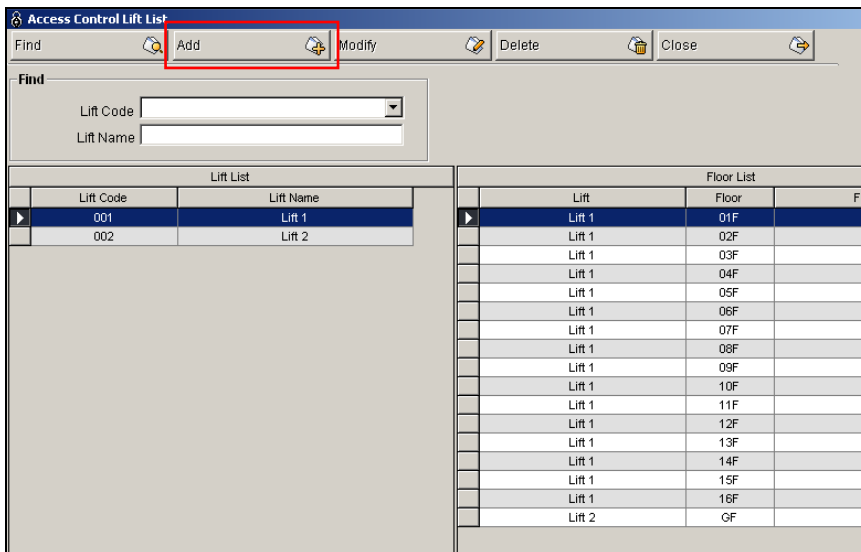 Access Control Lift List
Find Add Modify Delete Close
Find
Lift Code
Lift Name
Lift List
Lift Code Lift Name
001 Lift 1
002 Lift 2
Floor List
Lift Floor F
Lift 1 01F
Lift 1 02F
Lift 1 03F
Lift 1 04F
Lift 1 05F
Lift 1 06F
Lift 1 07F
Lift 1 08F
Lift 1 09F
Lift 1 10F
Lift 1 11F
Lift 1 12F
Lift 1 13F
Lift 1 14F
Lift 1 15F
Lift 1 16F
Lift 2 GF